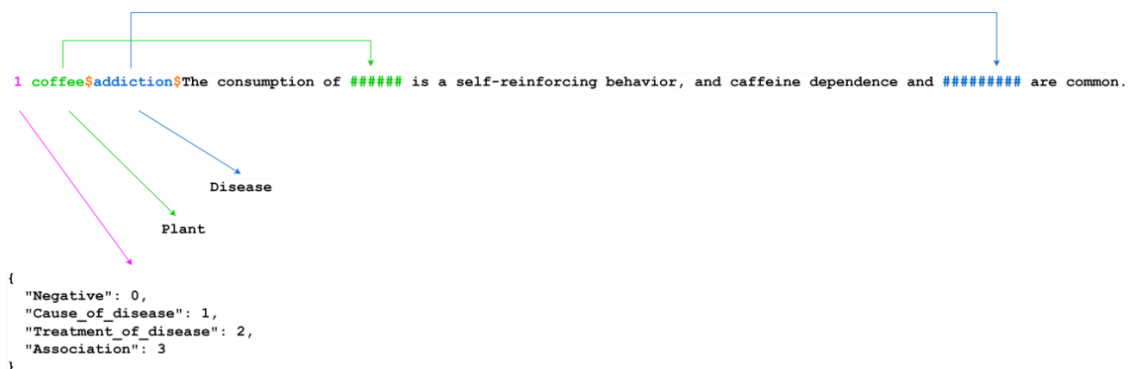 1 coffee$addiction$The consumption of ###### is a self-reinforcing behavior, and caffeine dependence and ######### are common.
Disease
Plant
{
"Negative": 0,
"Cause_of_disease": 1,
"Treatment_of_disease": 2,
"Association": 3
}